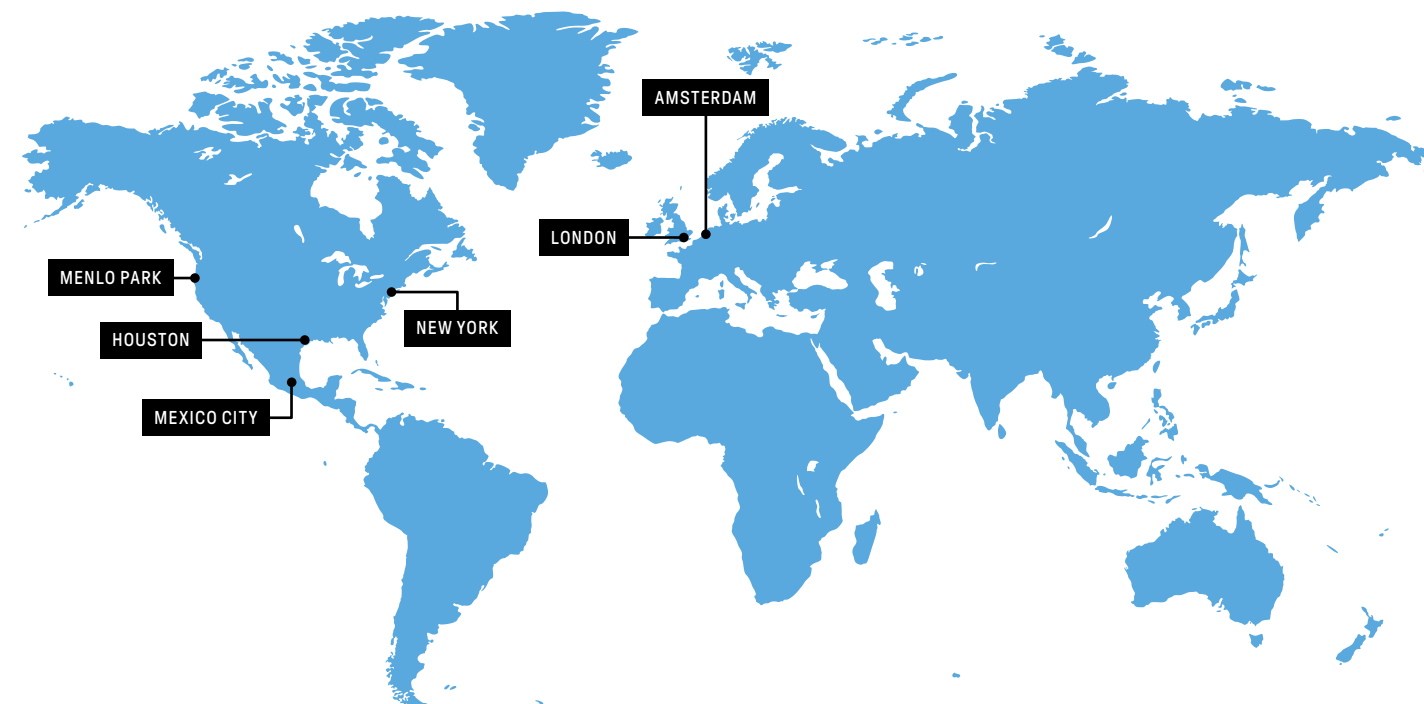 AMSTERDAM
LONDON
MENLO PARK
NEW YORK
HOUSTON
MEXICO CITY